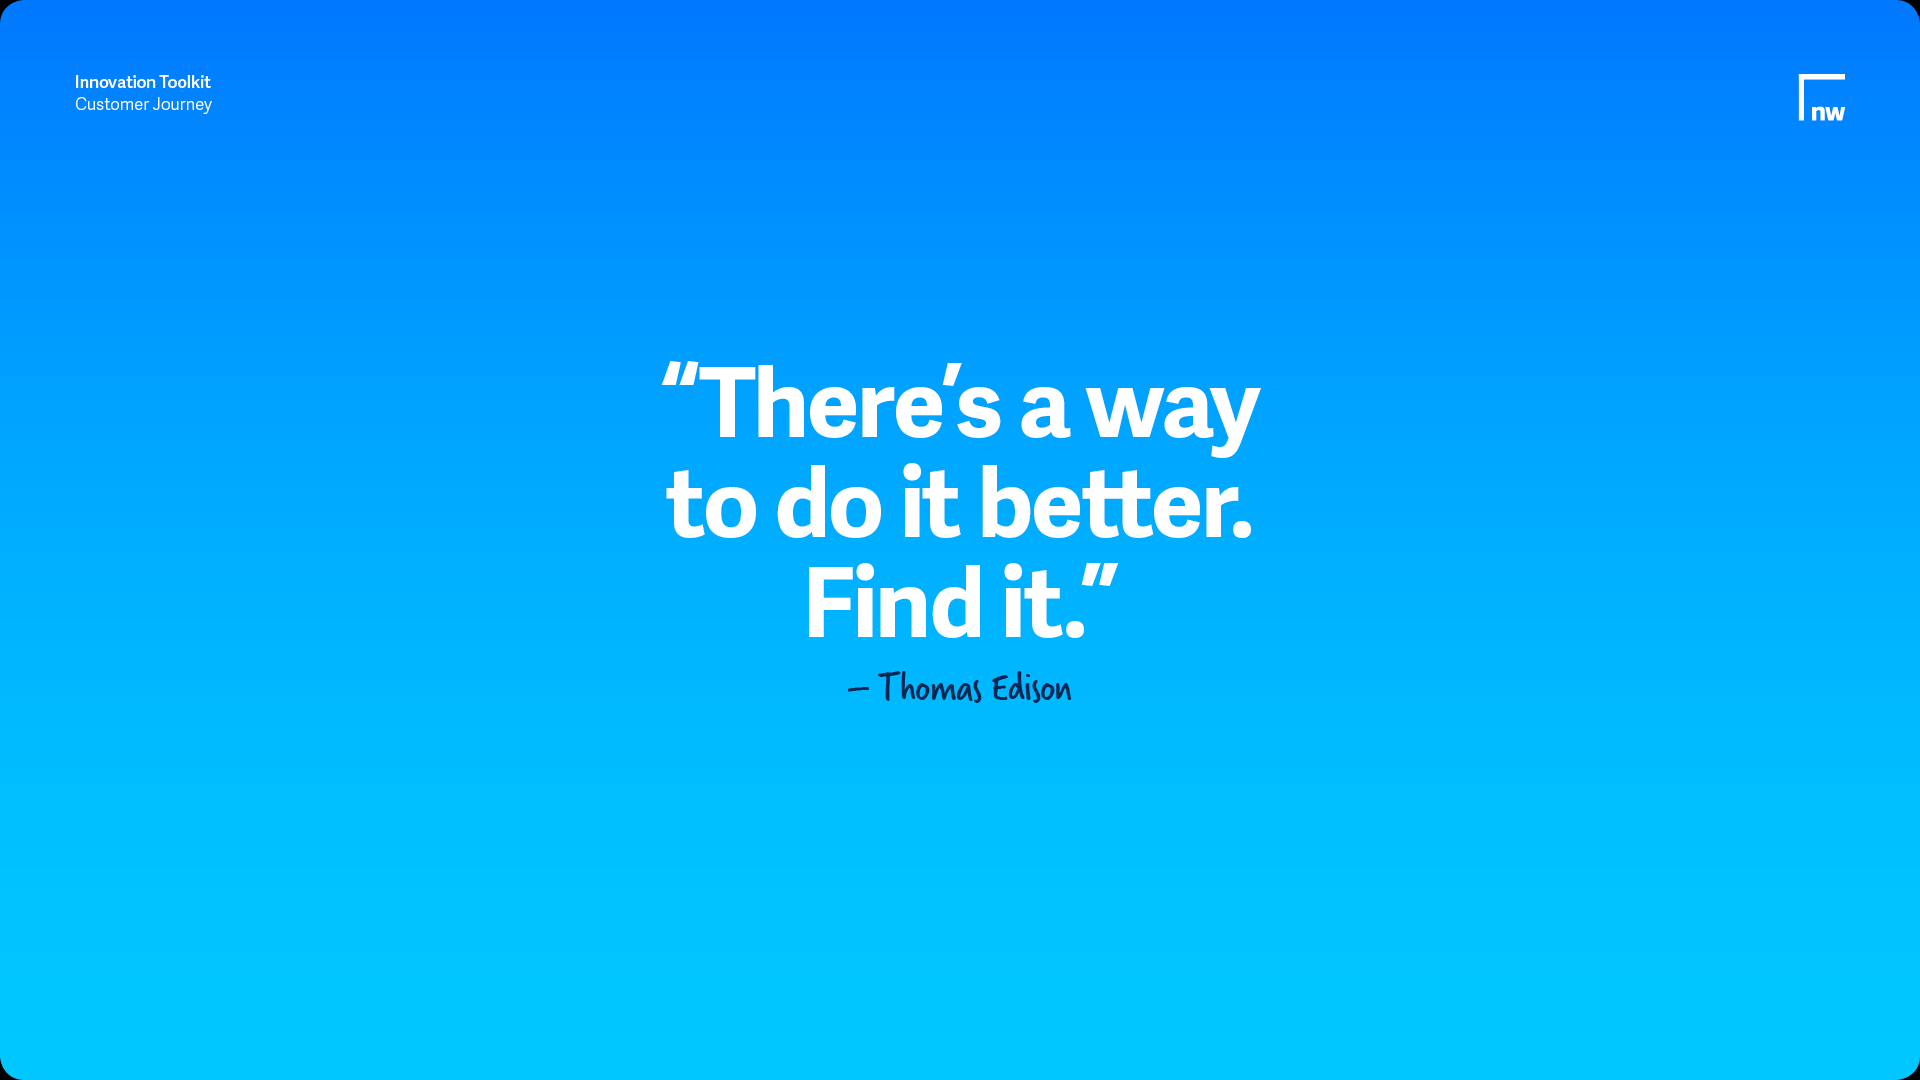 Innovation Toolkit
Customer Journey
nw
“There’s a way
to do it better.
Find it.”
– Thomas Edison